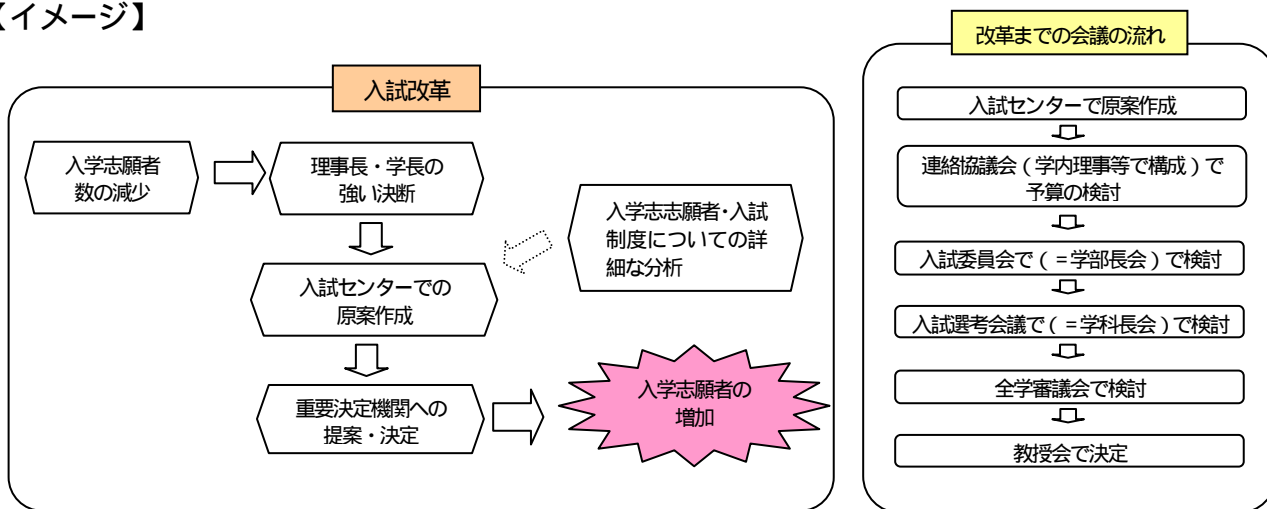 【イメージ】
入試改革
入学志願者
数の減少
理事長・学長の
強い決断
入学志志願者・入試
制度についての詳
細な分析
入試センターでの
原案作成
重要決定機関への
提案・決定
入学志願者の
増加
改革までの会議の流れ
入試センターで原案作成
連絡協議会（学内理事等で構成）で
予算の検討
入試委員会で（＝学部長会）で検討
入試選考会議で（＝学科長会）で検討
全学審議会で検討
教授会で決定